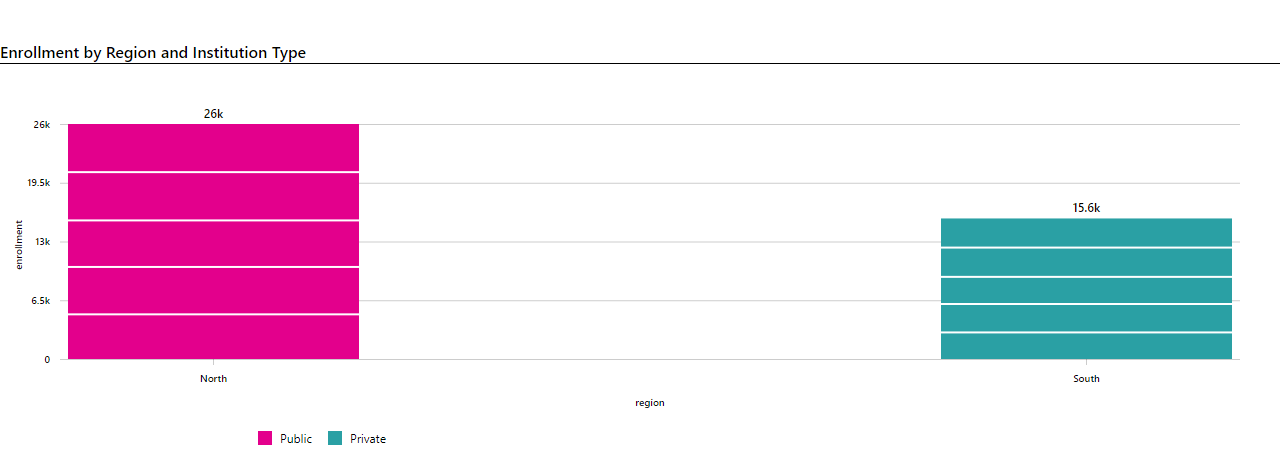 Enrollment by Region and Institution Type
26k
26k
19.5k
15.6k
13k
6.5k
0
enrollment
North
South
region
Public
Private